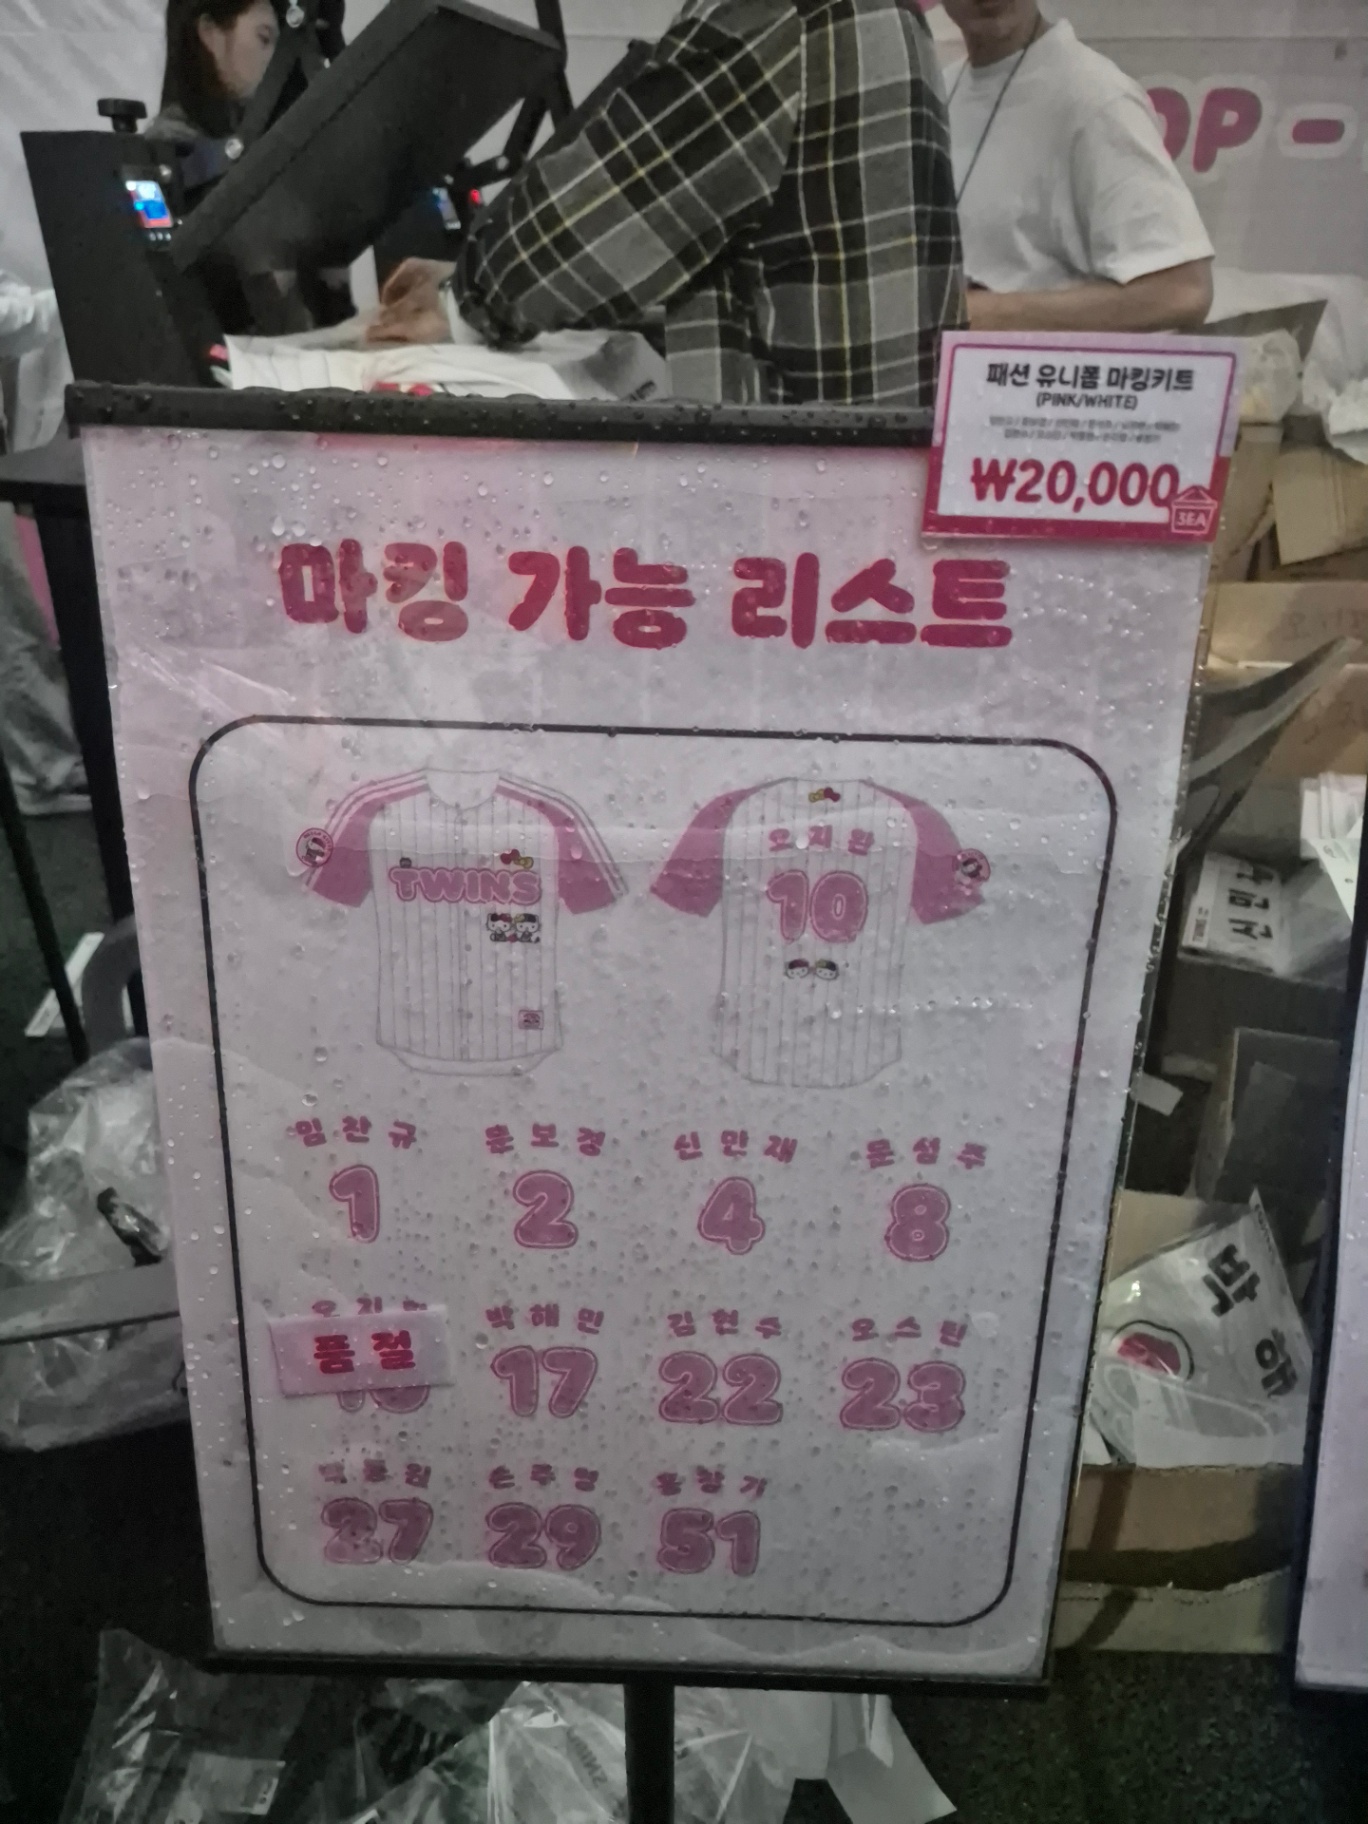 OP -
패션 유니폼 마킹키트
(PINK/WHITE)
₩20,000
3EA
마킹 가능 리스트
TWINS
오지환
10
임찬규 문보경 신민재 문성주
1 2 4 8
품절
박해민 김현수 오스틴
17 22 23
박동원 손주영 홍창기
27 29 51